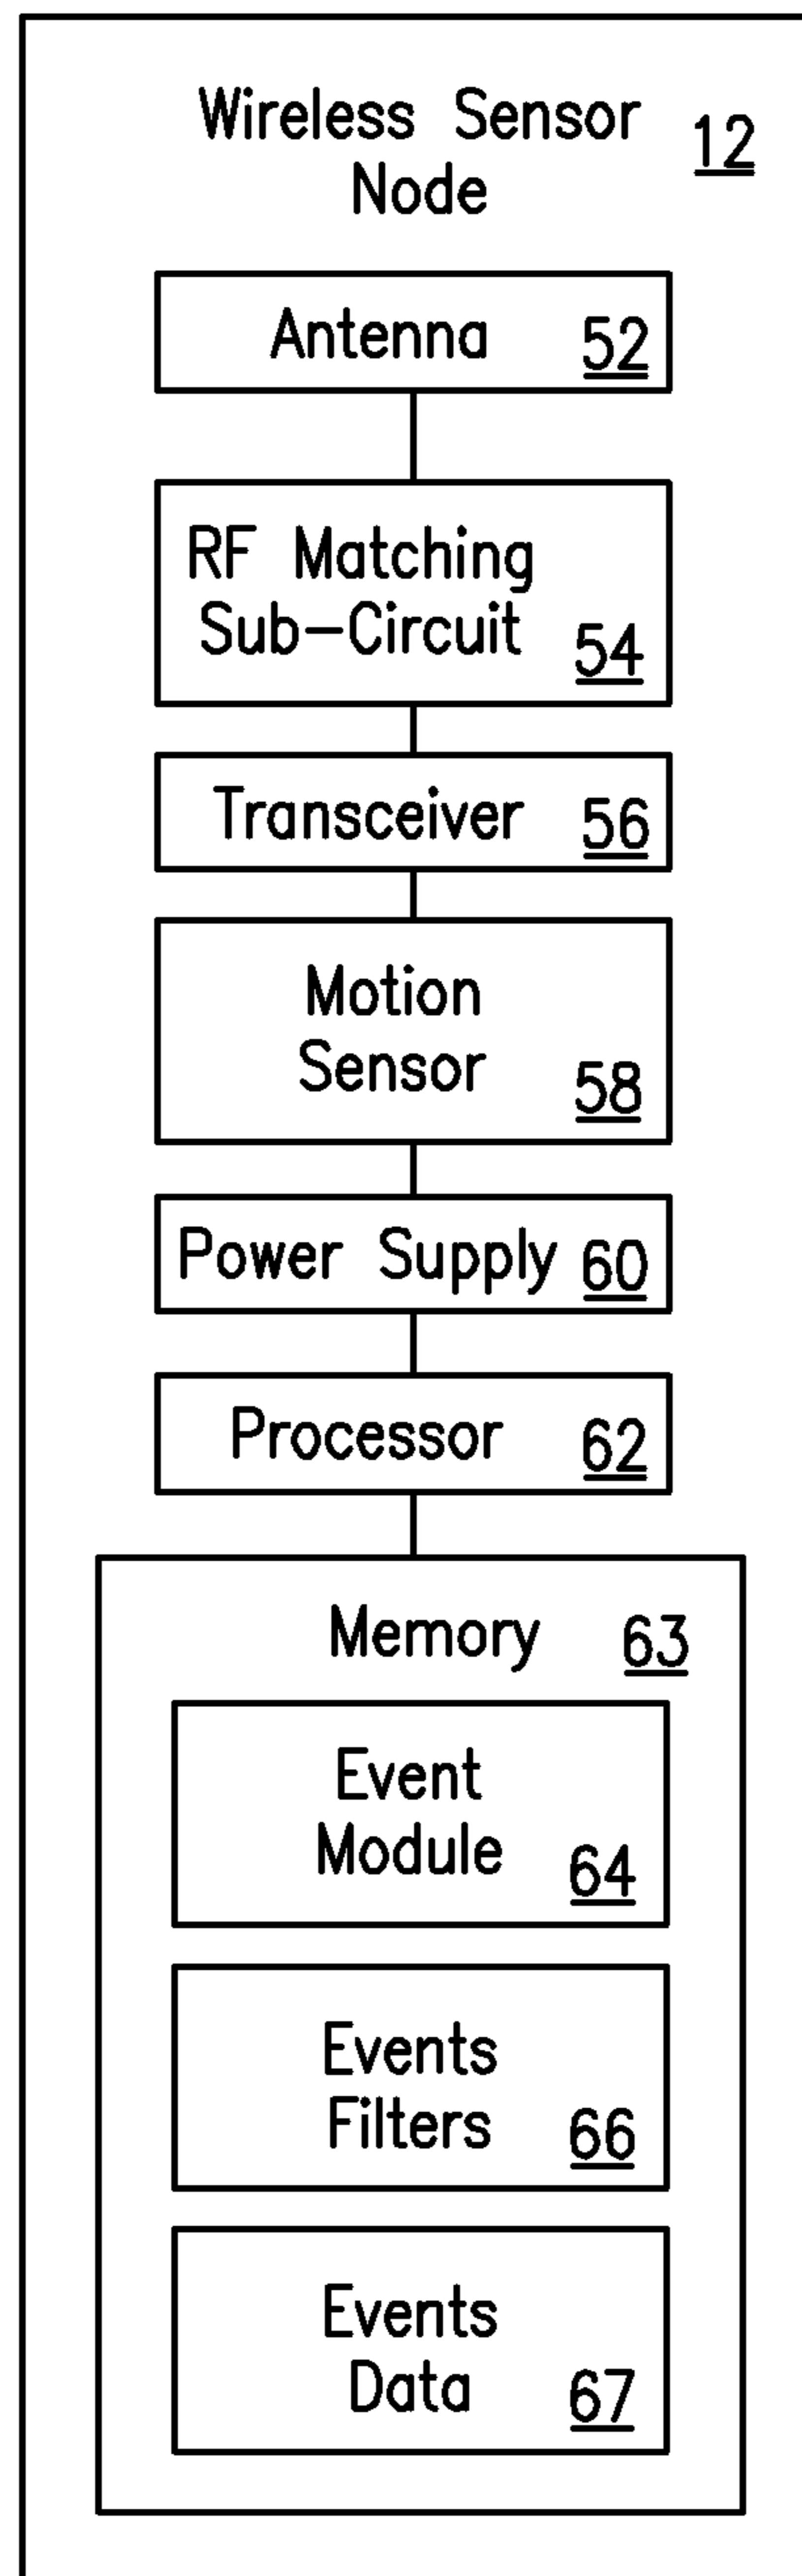 Wireless Sensor 12
Node
Antenna 52
RF Matching
Sub-Circuit 54
Transceiver 56
Motion
Sensor 58
Power Supply 60
Processor 62
Memory 63
Event
Module 64
Events
Filters 66
Events
Data 67